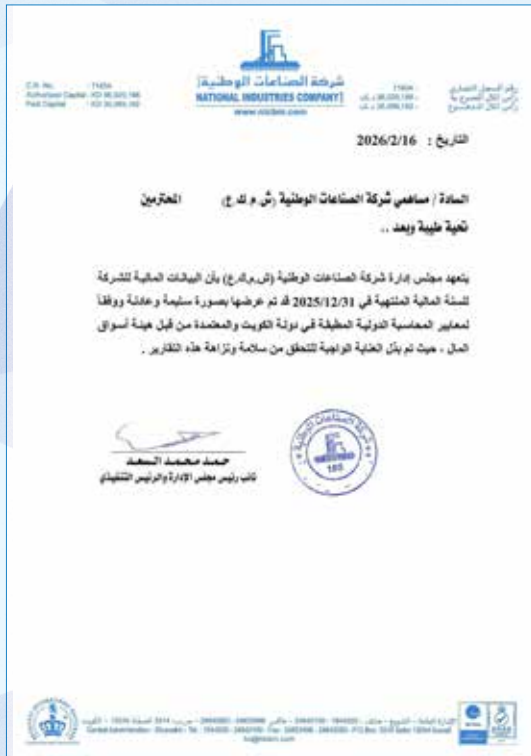 شركة الصناعات الوطنية
NATIONAL INDUSTRIES COMPANY
www.nicbm.com
التاريخ : 2026/2/16
السادة / مساهمي شركة الصناعات الوطنية (ش.م.ك.ع) المحترمين
تحية طيبة وبعد ..
يتعهد مجلس إدارة شركة الصناعات الوطنية (ش.م.ك.ع) بأن البيانات المالية للشركة
للسنة المالية المنتهية في 2025/12/31 قد تم عرضها بصورة سليمة وعادلة ووفقاً
لمعايير المحاسبة الدولية المطبقة في دولة الكويت والمعتمدة من قبل هيئة أسواق
المال ، حيث تم بذل العناية الواجبة للتحقق من سلامة ونزاهة هذه التقارير .
شركة الصناعات الوطنية
حمد محمد السعد
نائب رئيس مجلس الإدارة والرئيس التنفيذي